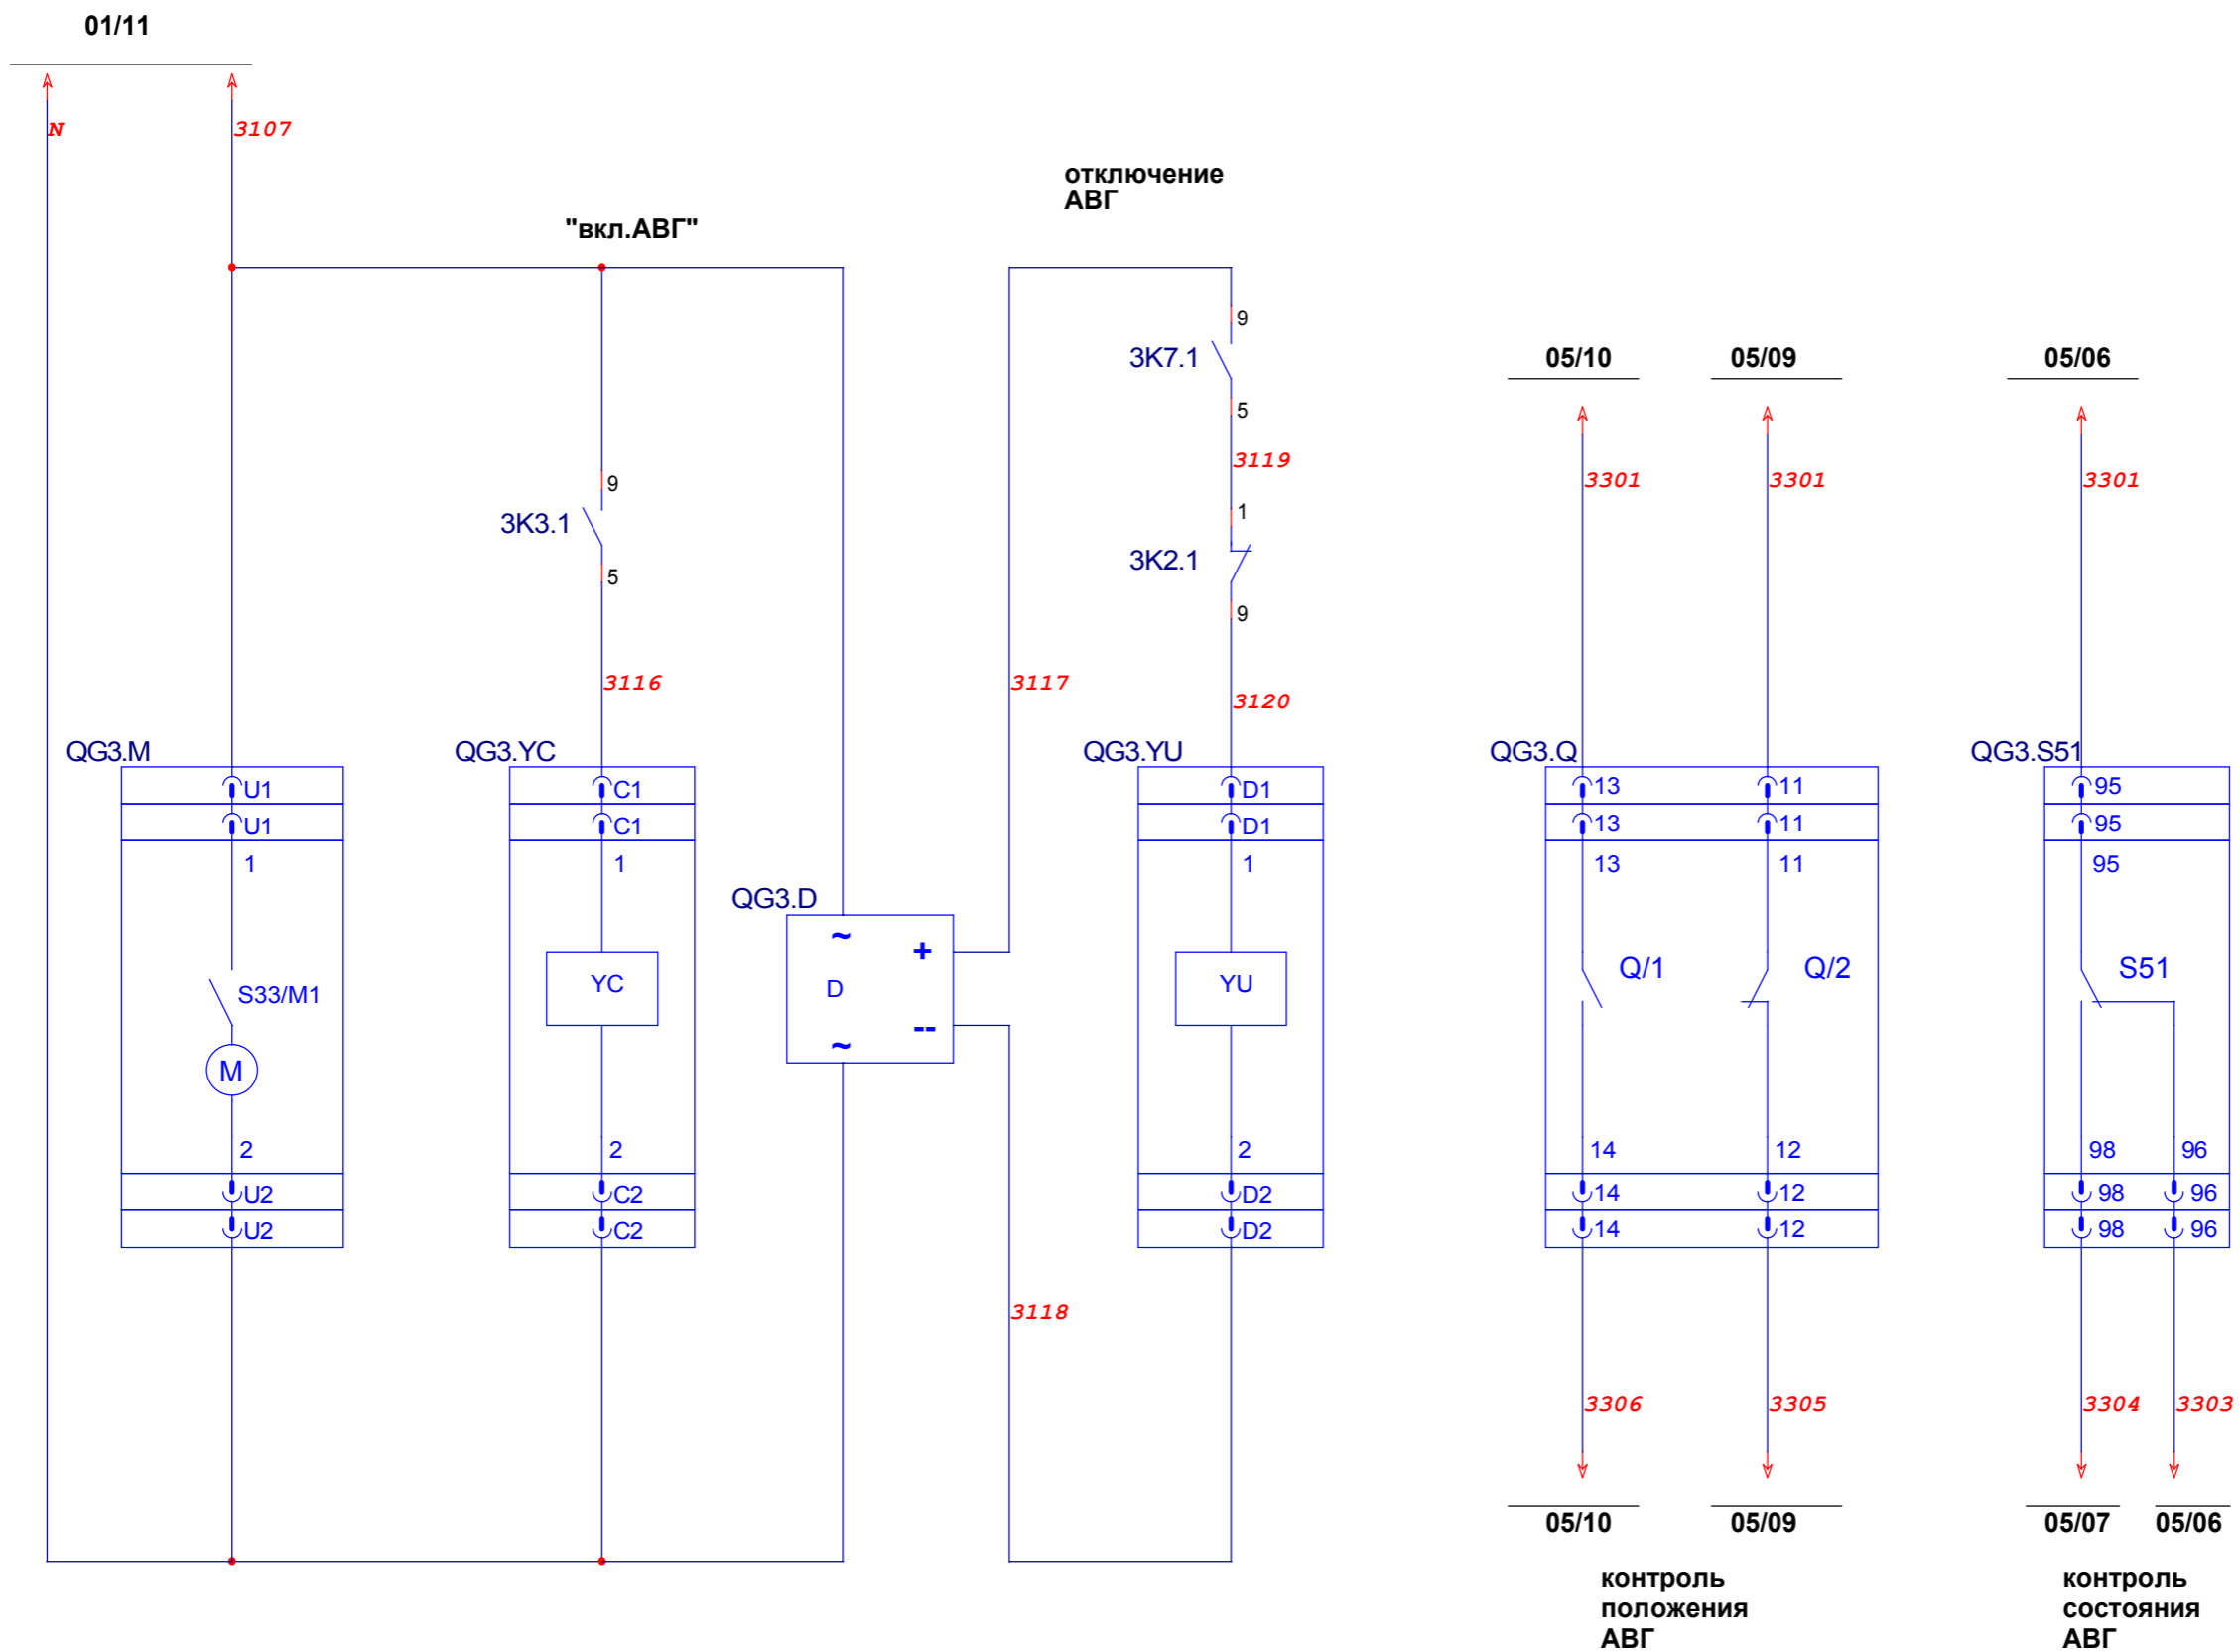 01/11
N
3107
отключение
АВГ
"вкл.АВГ"
9
3K7.1
5
3119
1
3K2.1
9
3120
9
3K3.1
5
3116
3117
3118
05/10
05/09
05/06
3301
3301
3301
QG3.M
U1
U1
1
S33/M1
M
2
U2
U2
QG3.YC
C1
C1
1
YC
2
C2
C2
QG3.D
~
+
D
--
~
QG3.YU
D1
D1
1
YU
2
D2
D2
QG3.Q
13
11
13
11
13
11
Q/1
Q/2
14
12
14
12
14
12
QG3.S51
95
95
95
S51
98
96
98
96
98
96
3306
3305
3304
3303
05/10
05/09
05/07
05/06
контроль
положения
АВГ
контроль
состояния
АВГ